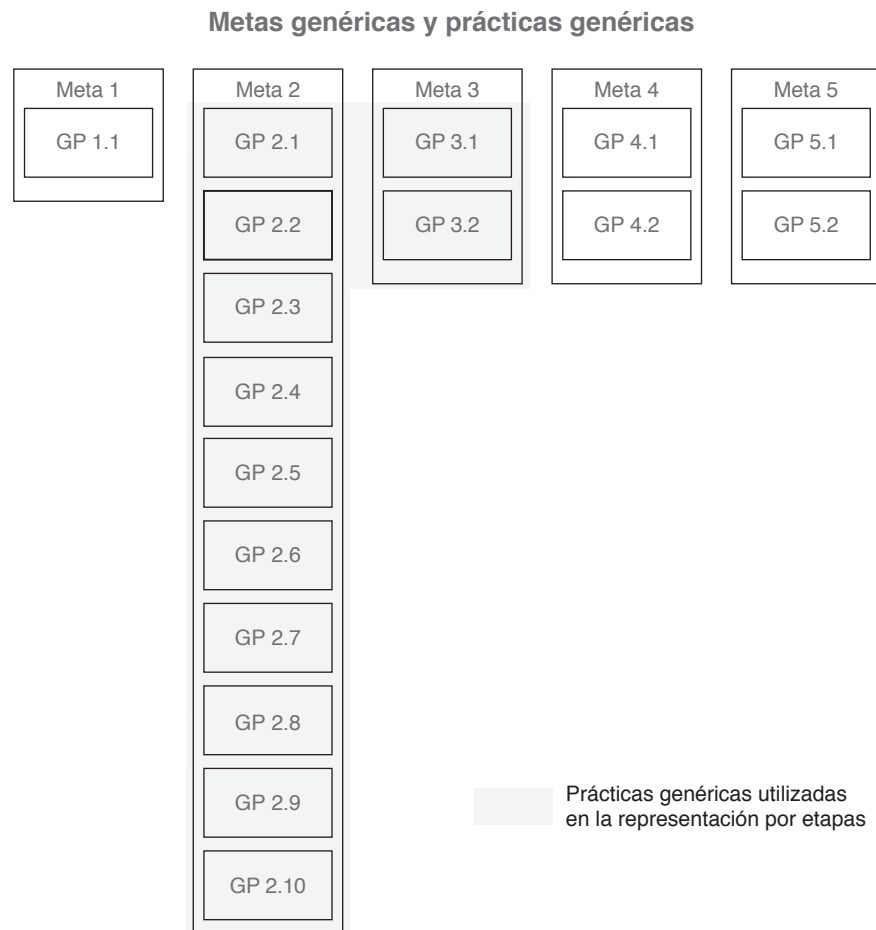 Metas genéricas y prácticas genéricas
Meta 1
GP 1.1
Meta 2
GP 2.1
GP 2.2
GP 2.3
GP 2.4
GP 2.5
GP 2.6
GP 2.7
GP 2.8
GP 2.9
GP 2.10
Meta 3
GP 3.1
GP 3.2
Meta 4
GP 4.1
GP 4.2
Meta 5
GP 5.1
GP 5.2
Prácticas genéricas utilizadas
en la representación por etapas